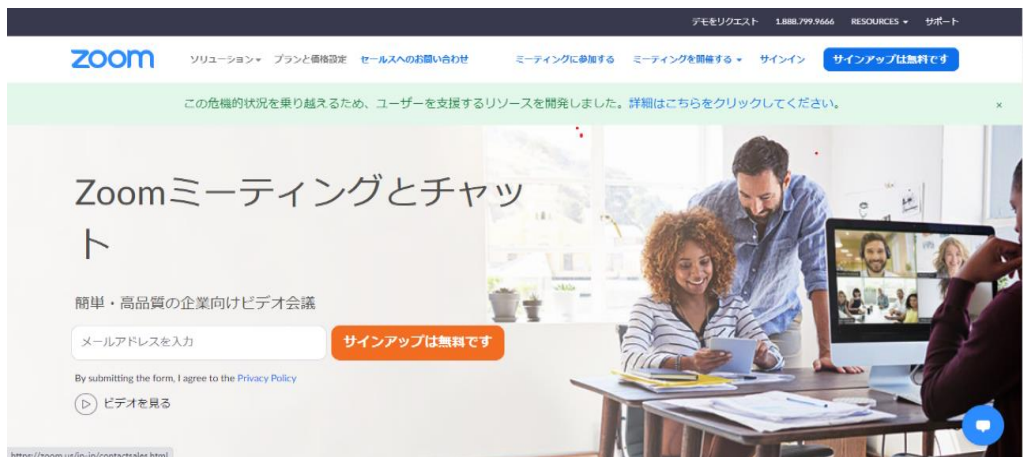 デモをリクエスト 1.888.799.9666 RESOURCES サポート
zoom ソリューション プランと価格設定 セールスへのお問い合わせ ミーティングに参加する ミーティングを開催する サインイン サインアップは無料です
この危機的状況を乗り越えるため、ユーザーを支援するリソースを開発しました。詳細はこちらをクリックしてください。 ×
Zoomミーティングとチャッ
ト
簡単・高品質の企業向けビデオ会議
メールアドレスを入力 サインアップは無料です
By submitting the form, I agree to the Privacy Policy
ビデオを見る
https://zoom.us/jp-jp/contactsales.html